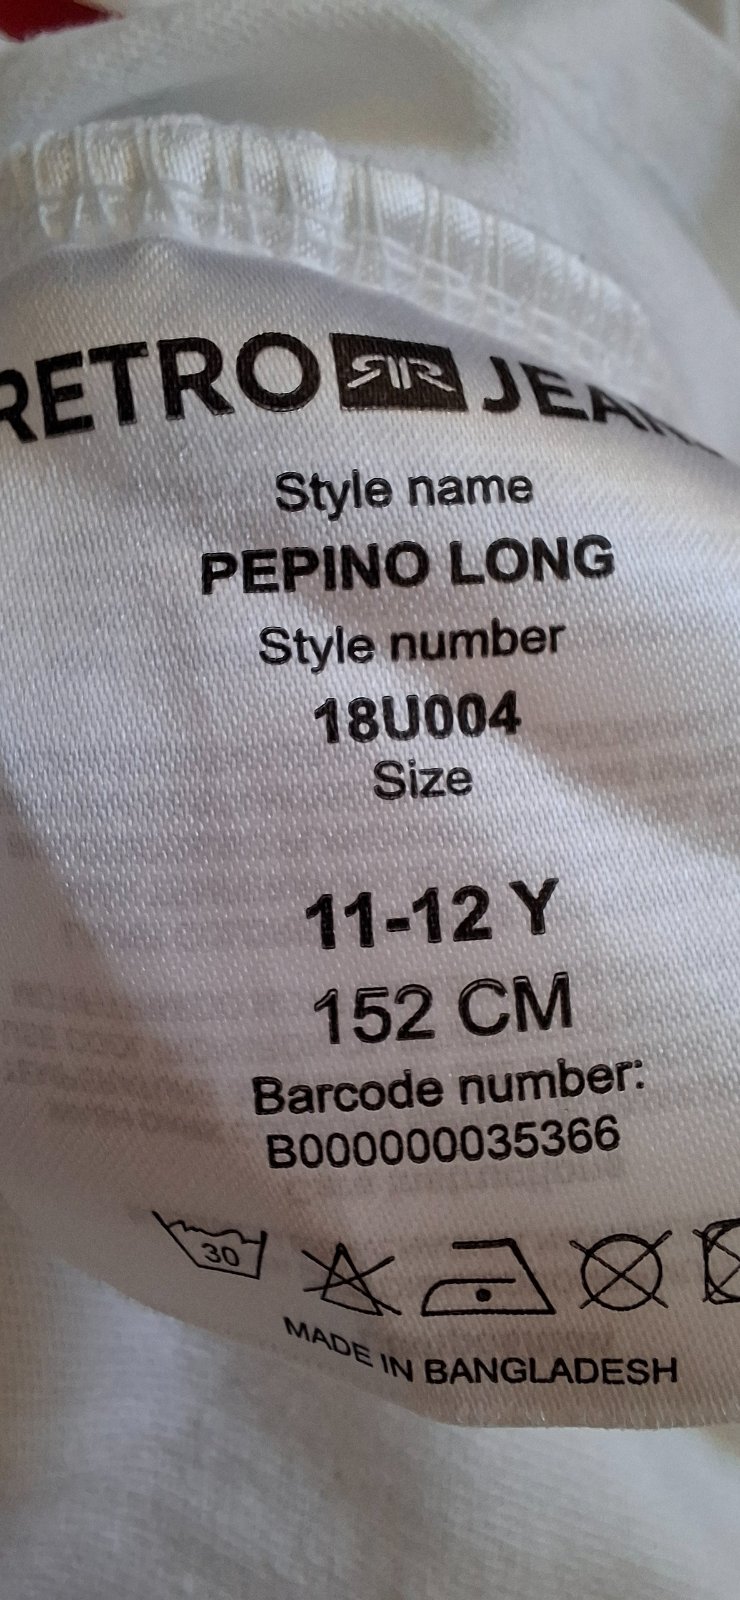 RETRO JEANS
Style name
PEPINO LONG
Style number
18U004
Size
11-12 Y
152 CM
Barcode number:
B000000035366
30
MADE IN BANGLADESH